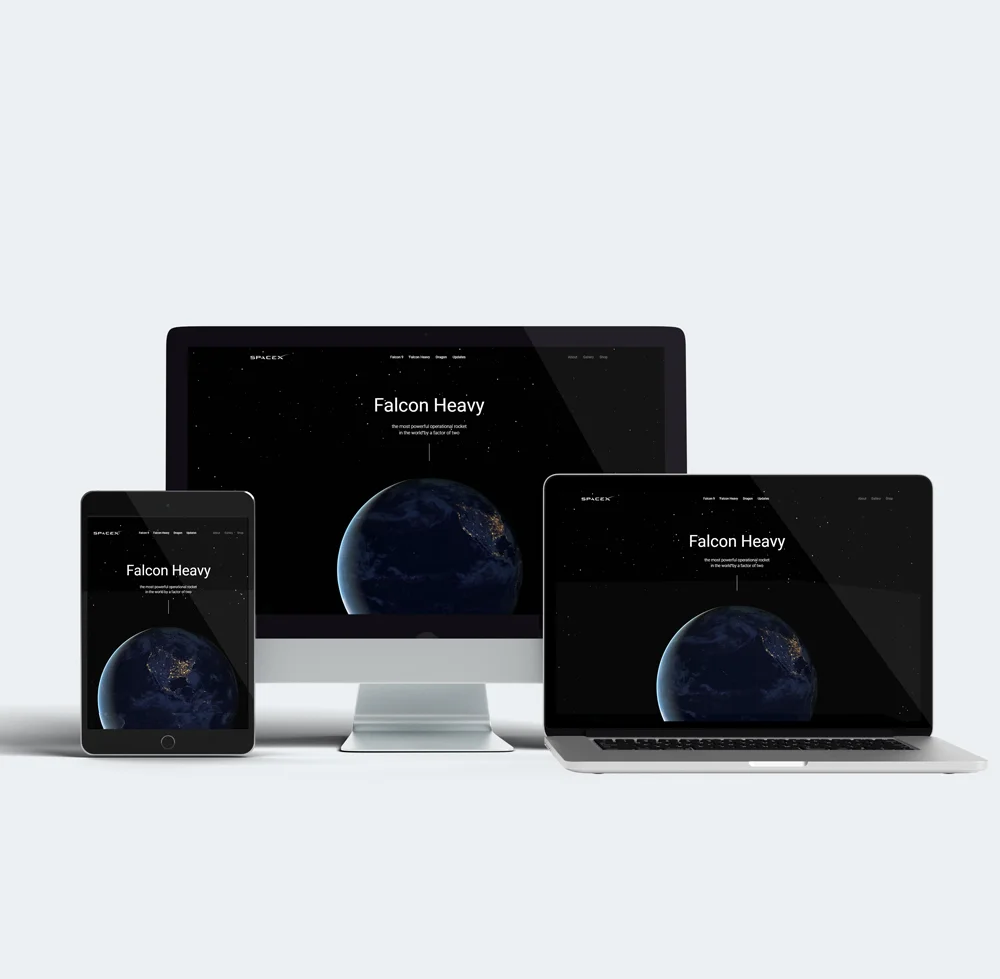 SPACEX
Falcon 9 Falcon Heavy Dragon Updates
About Gallery Shop
Falcon Heavy
the most powerful operational rocket
in the world by a factor of two
SPACEX
Falcon 9 Falcon Heavy Dragon Updates
About Gallery Shop
Falcon Heavy
the most powerful operational rocket
in the world by a factor of two
SPACEX
Falcon 9 Falcon Heavy Dragon Updates
About Gallery Shop
Falcon Heavy
the most powerful operational rocket
in the world by a factor of two